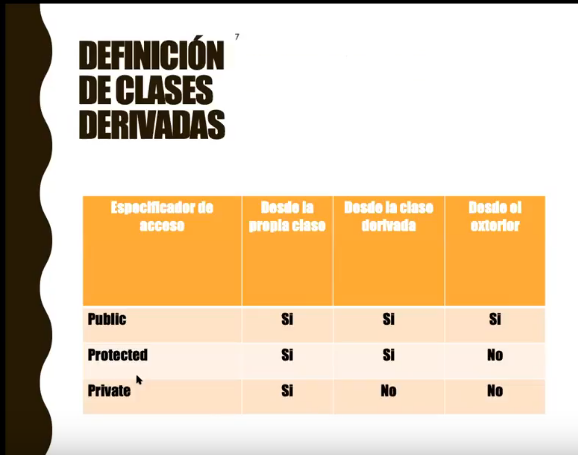 7
DEFINICIÓN
DE CLASES
DERIVADAS
Especificador de acceso Desde la propia clase Desde la clase derivada Desde el exterior
Public Si Si Si
Protected Si Si No
Private Si No No